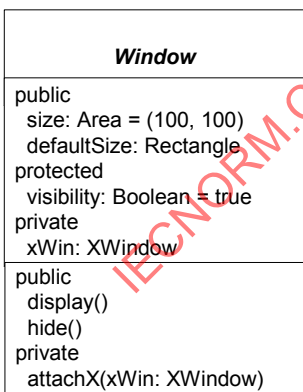 Window
public
size: Area = (100, 100)
defaultSize: Rectangle
protected
visibility: Boolean = true
private
xWin: XWindow
public
display()
hide()
private
attachX(xWin: XWindow)
IECNORM.C